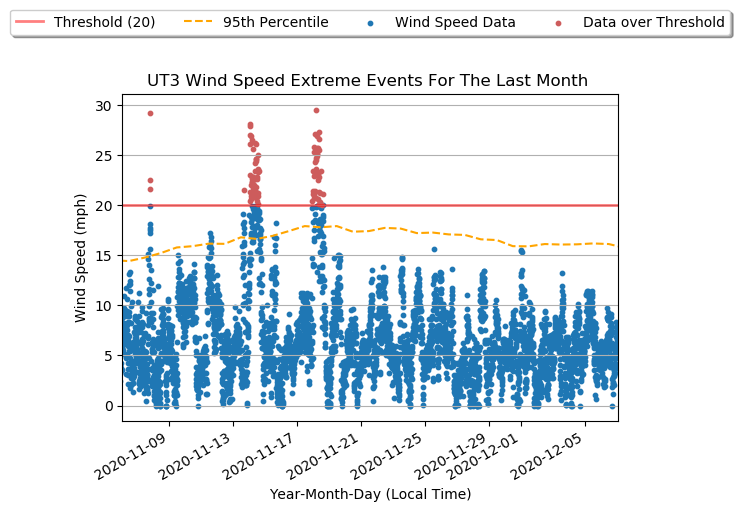 Threshold (20) 95th Percentile Wind Speed Data Data over Threshold
UT3 Wind Speed Extreme Events For The Last Month
30
25
20
15
10
5
0
Wind Speed (mph)
2020-11-09 2020-11-13 2020-11-17 2020-11-21 2020-11-25 2020-11-29 2020-12-01 2020-12-05
Year-Month-Day (Local Time)